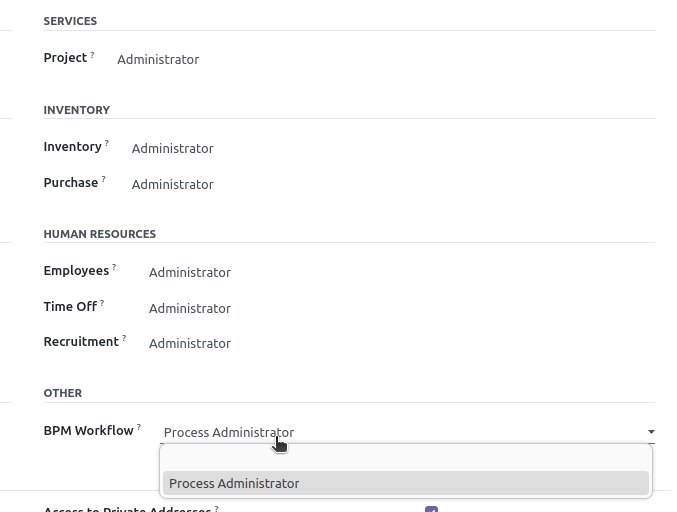 SERVICES
Project ? Administrator
INVENTORY
Inventory ? Administrator
Purchase ? Administrator
HUMAN RESOURCES
Employees ? Administrator
Time Off ? Administrator
Recruitment ? Administrator
OTHER
BPM Workflow ? Process Administrator
Process Administrator
Access to Private Addresses ?